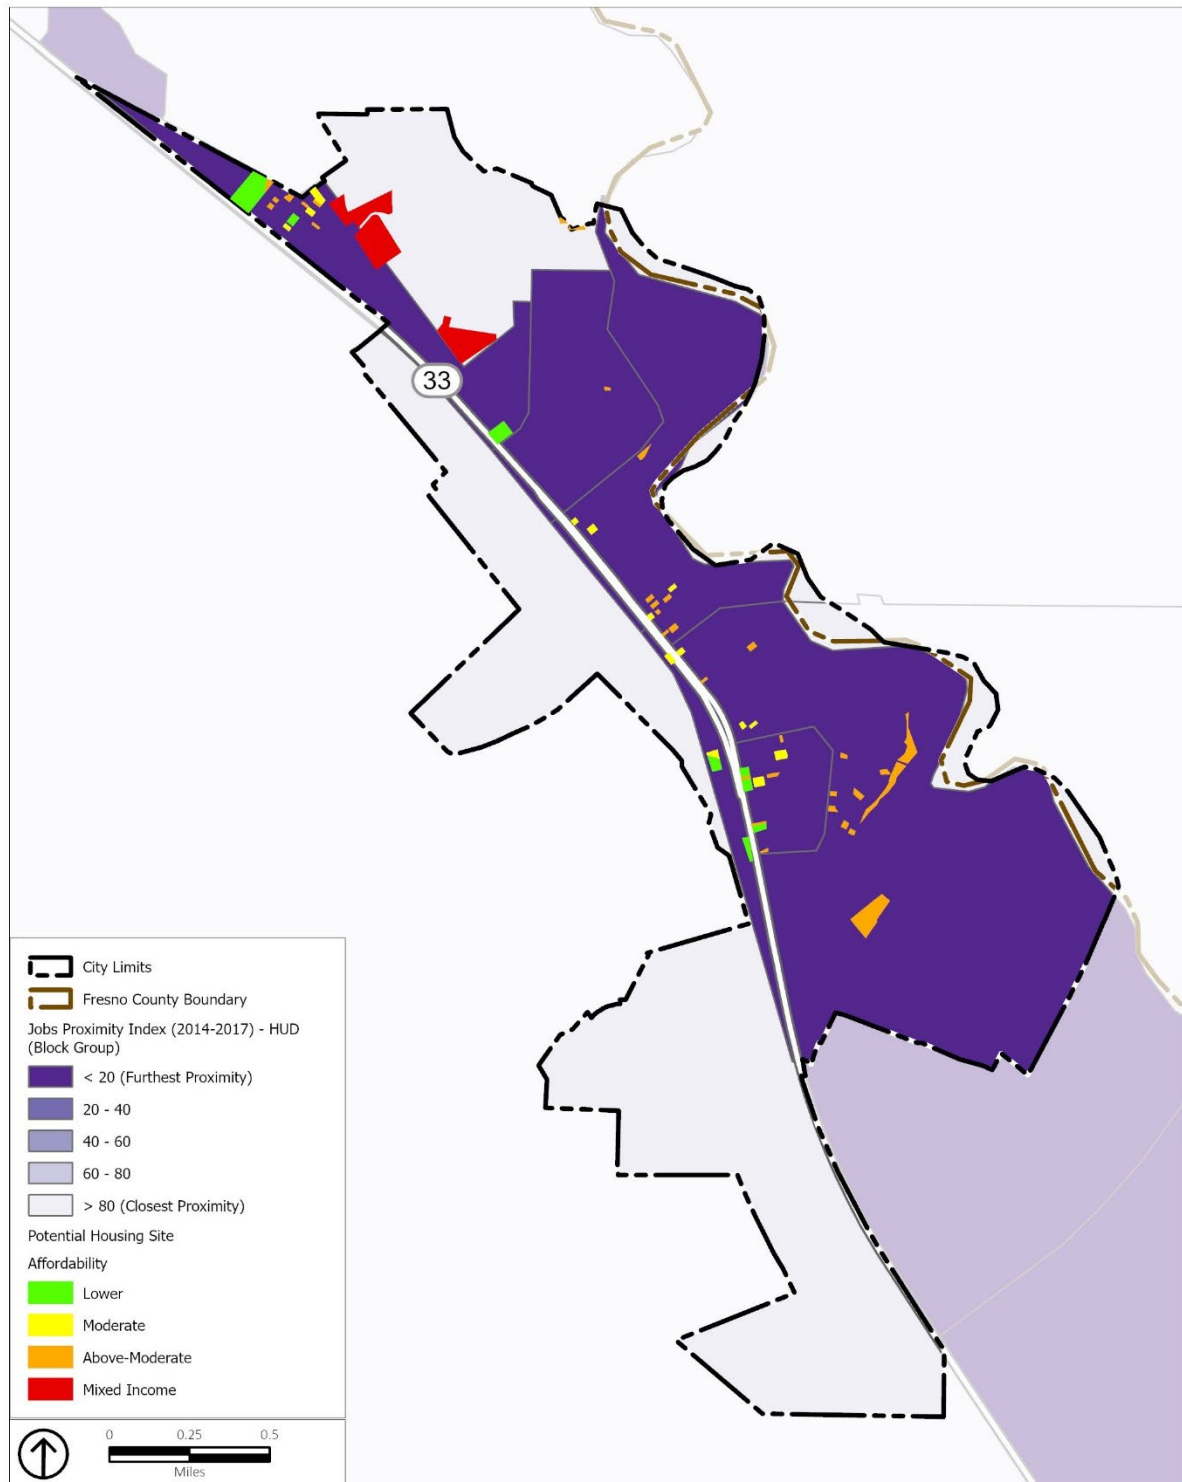 33
City Limits
Fresno County Boundary
Jobs Proximity Index (2014-2017) - HUD
(Block Group)
< 20 (Furthest Proximity)
20 - 40
40 - 60
60 - 80
> 80 (Closest Proximity)
Potential Housing Site
Affordability
Lower
Moderate
Above-Moderate
Mixed Income
0 0.25 0.5
Miles